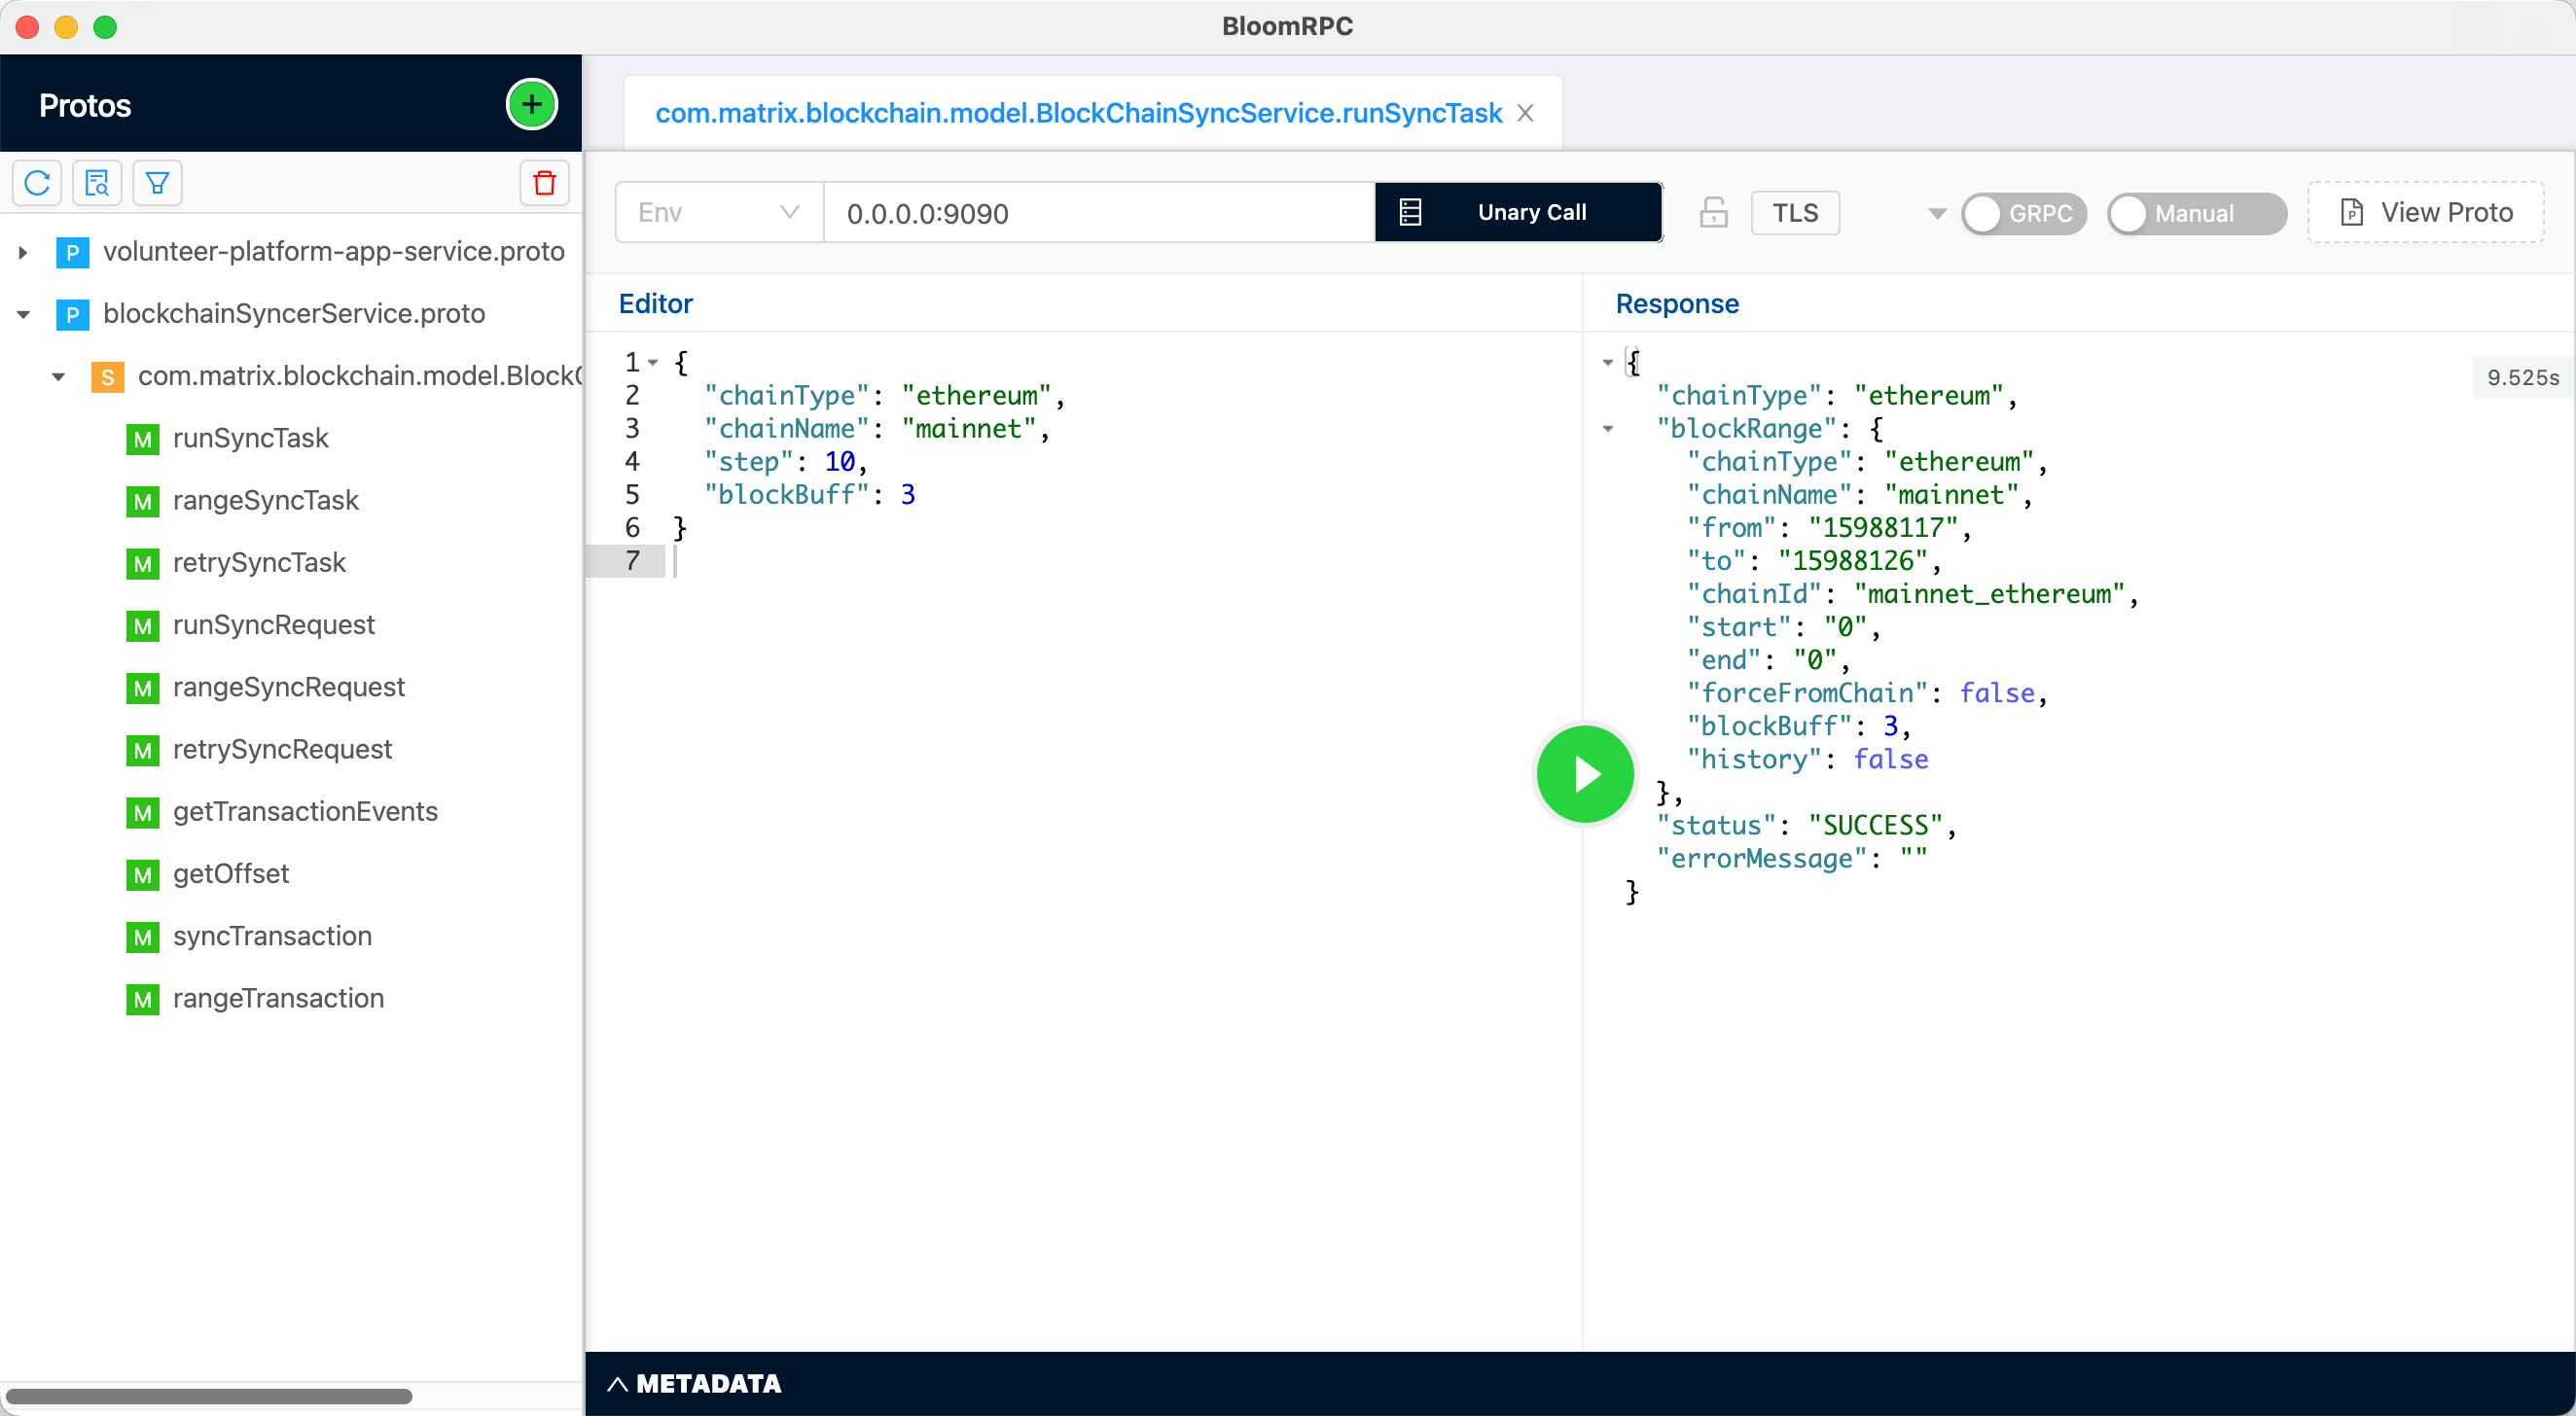 BloomRPC
Protos
com.matrix.blockchain.model.BlockChainSyncService.runSyncTask
Env
0.0.0.0:9090
Unary Call
TLS
GRPC
Manual
View Proto
P volunteer-platform-app-service.proto
P blockchainSyncerService.proto
S com.matrix.blockchain.model.BlockC
M runSyncTask
M rangeSyncTask
M retrySyncTask
M runSyncRequest
M rangeSyncRequest
M retrySyncRequest
M getTransactionEvents
M getOffset
M syncTransaction
M rangeTransaction
Editor
1 {
2 "chainType": "ethereum",
3 "chainName": "mainnet",
4 "step": 10,
5 "blockBuff": 3
6 }
7
Response
9.525s
{
"chainType": "ethereum",
"blockRange": {
"chainType": "ethereum",
"chainName": "mainnet",
"from": "15988117",
"to": "15988126",
"chainId": "mainnet_ethereum",
"start": "0",
"end": "0",
"forceFromChain": false,
"blockBuff": 3,
"history": false
},
"status": "SUCCESS",
"errorMessage": ""
}
METADATA